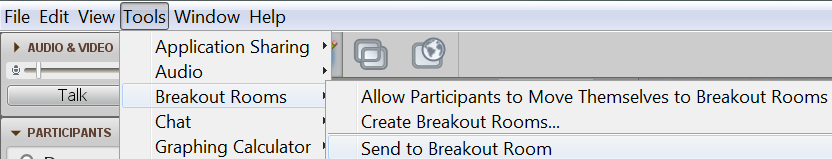 File Edit View Tools Window Help
AUDIO & VIDEO
Talk
PARTICIPANTS
Application Sharing
Audio
Breakout Rooms
Chat
Graphing Calculator
Allow Participants to Move Themselves to Breakout Rooms
Create Breakout Rooms...
Send to Breakout Room